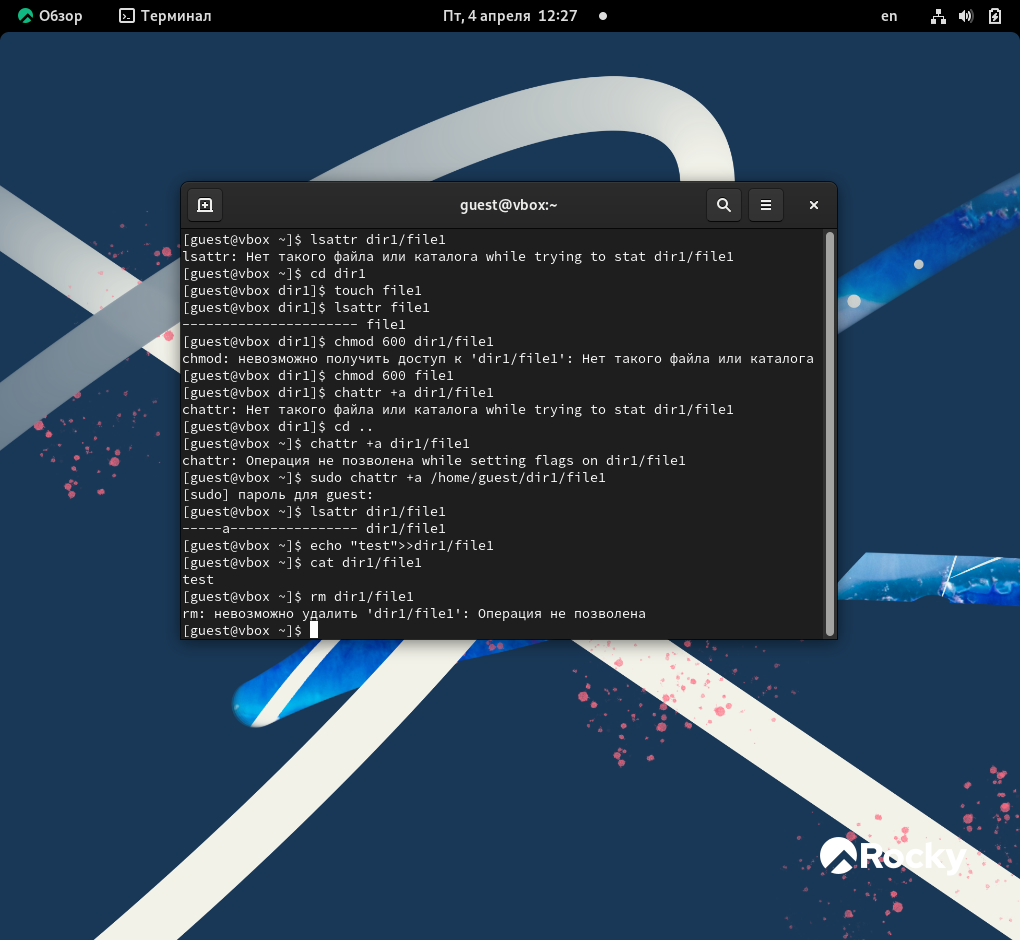 Обзор Терминал Пт, 4 апреля 12:27 en
guest@vbox:~
[guest@vbox ~]$ lsattr dir1/file1
lsattr: Нет такого файла или каталога while trying to stat dir1/file1
[guest@vbox ~]$ cd dir1
[guest@vbox dir1]$ touch file1
[guest@vbox dir1]$ lsattr file1
---------------------- file1
[guest@vbox dir1]$ chmod 600 dir1/file1
chmod: невозможно получить доступ к 'dir1/file1': Нет такого файла или каталога
[guest@vbox dir1]$ chmod 600 file1
[guest@vbox dir1]$ chattr +a dir1/file1
chattr: Нет такого файла или каталога while trying to stat dir1/file1
[guest@vbox dir1]$ cd ..
[guest@vbox ~]$ chattr +a dir1/file1
chattr: Операция не позволена while setting flags on dir1/file1
[guest@vbox ~]$ sudo chattr +a /home/guest/dir1/file1
[sudo] пароль для guest:
[guest@vbox ~]$ lsattr dir1/file1
-----a---------------- dir1/file1
[guest@vbox ~]$ echo "test">>dir1/file1
[guest@vbox ~]$ cat dir1/file1
test
[guest@vbox ~]$ rm dir1/file1
rm: невозможно удалить 'dir1/file1': Операция не позволена
[guest@vbox ~]$
Rocky